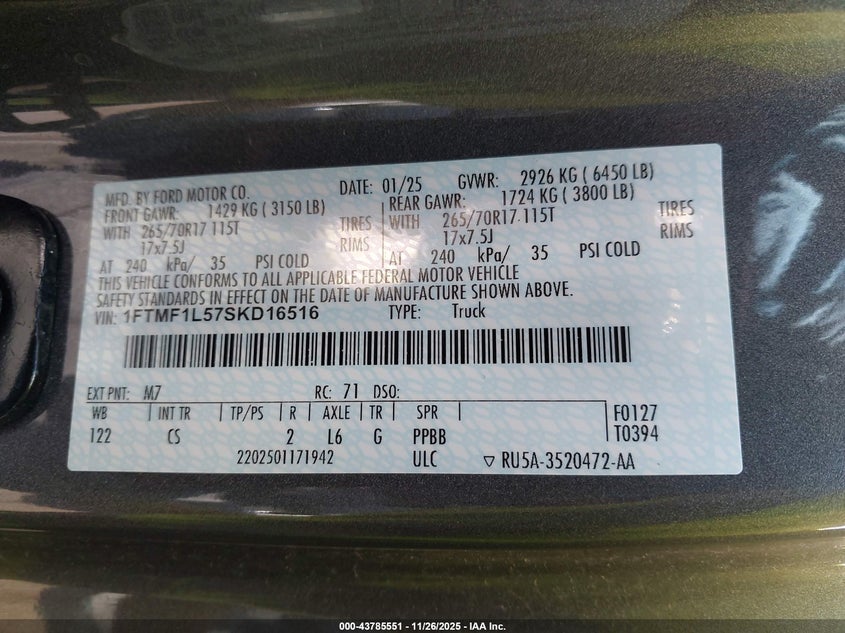 MFD. BY FORD MOTOR CO. DATE: 01/25 GVWR: 2926 KG ( 6450 LB)
FRONT GAWR: 1429 KG ( 3150 LB) REAR GAWR: 1724 KG ( 3800 LB)
WITH 265/70R17 115T TIRES WITH 265/70R17 115T TIRES
17x7.5J RIMS 17x7.5J RIMS
AT 240 kPa/ 35 PSI COLD AT 240 kPa/ 35 PSI COLD
THIS VEHICLE CONFORMS TO ALL APPLICABLE FEDERAL MOTOR VEHICLE
SAFETY STANDARDS IN EFFECT ON THE DATE OF MANUFACTURE SHOWN ABOVE.
VIN: 1FTMF1L57SKD16516 TYPE: Truck
EXT PNT: M7 RC: 71 DSO:
WB INT TR TP/PS R AXLE TR SPR F0127
122 CS 2 L6 G PPBB T0394
2202501171942 ULC ▽ RU5A-3520472-AA
000-43785551 | 11/26/2025 - IAA Inc.